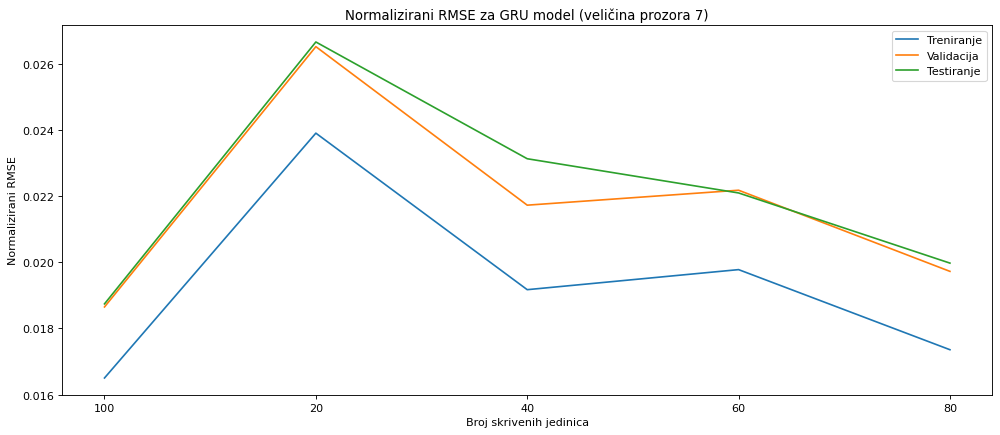 Normalizirani RMSE za GRU model (veličina prozora 7)
Treniranje
Validacija
Testiranje
Normalizirani RMSE
0.026
0.024
0.022
0.020
0.018
0.016
100 20 40 60 80
Broj skrivenih jedinica